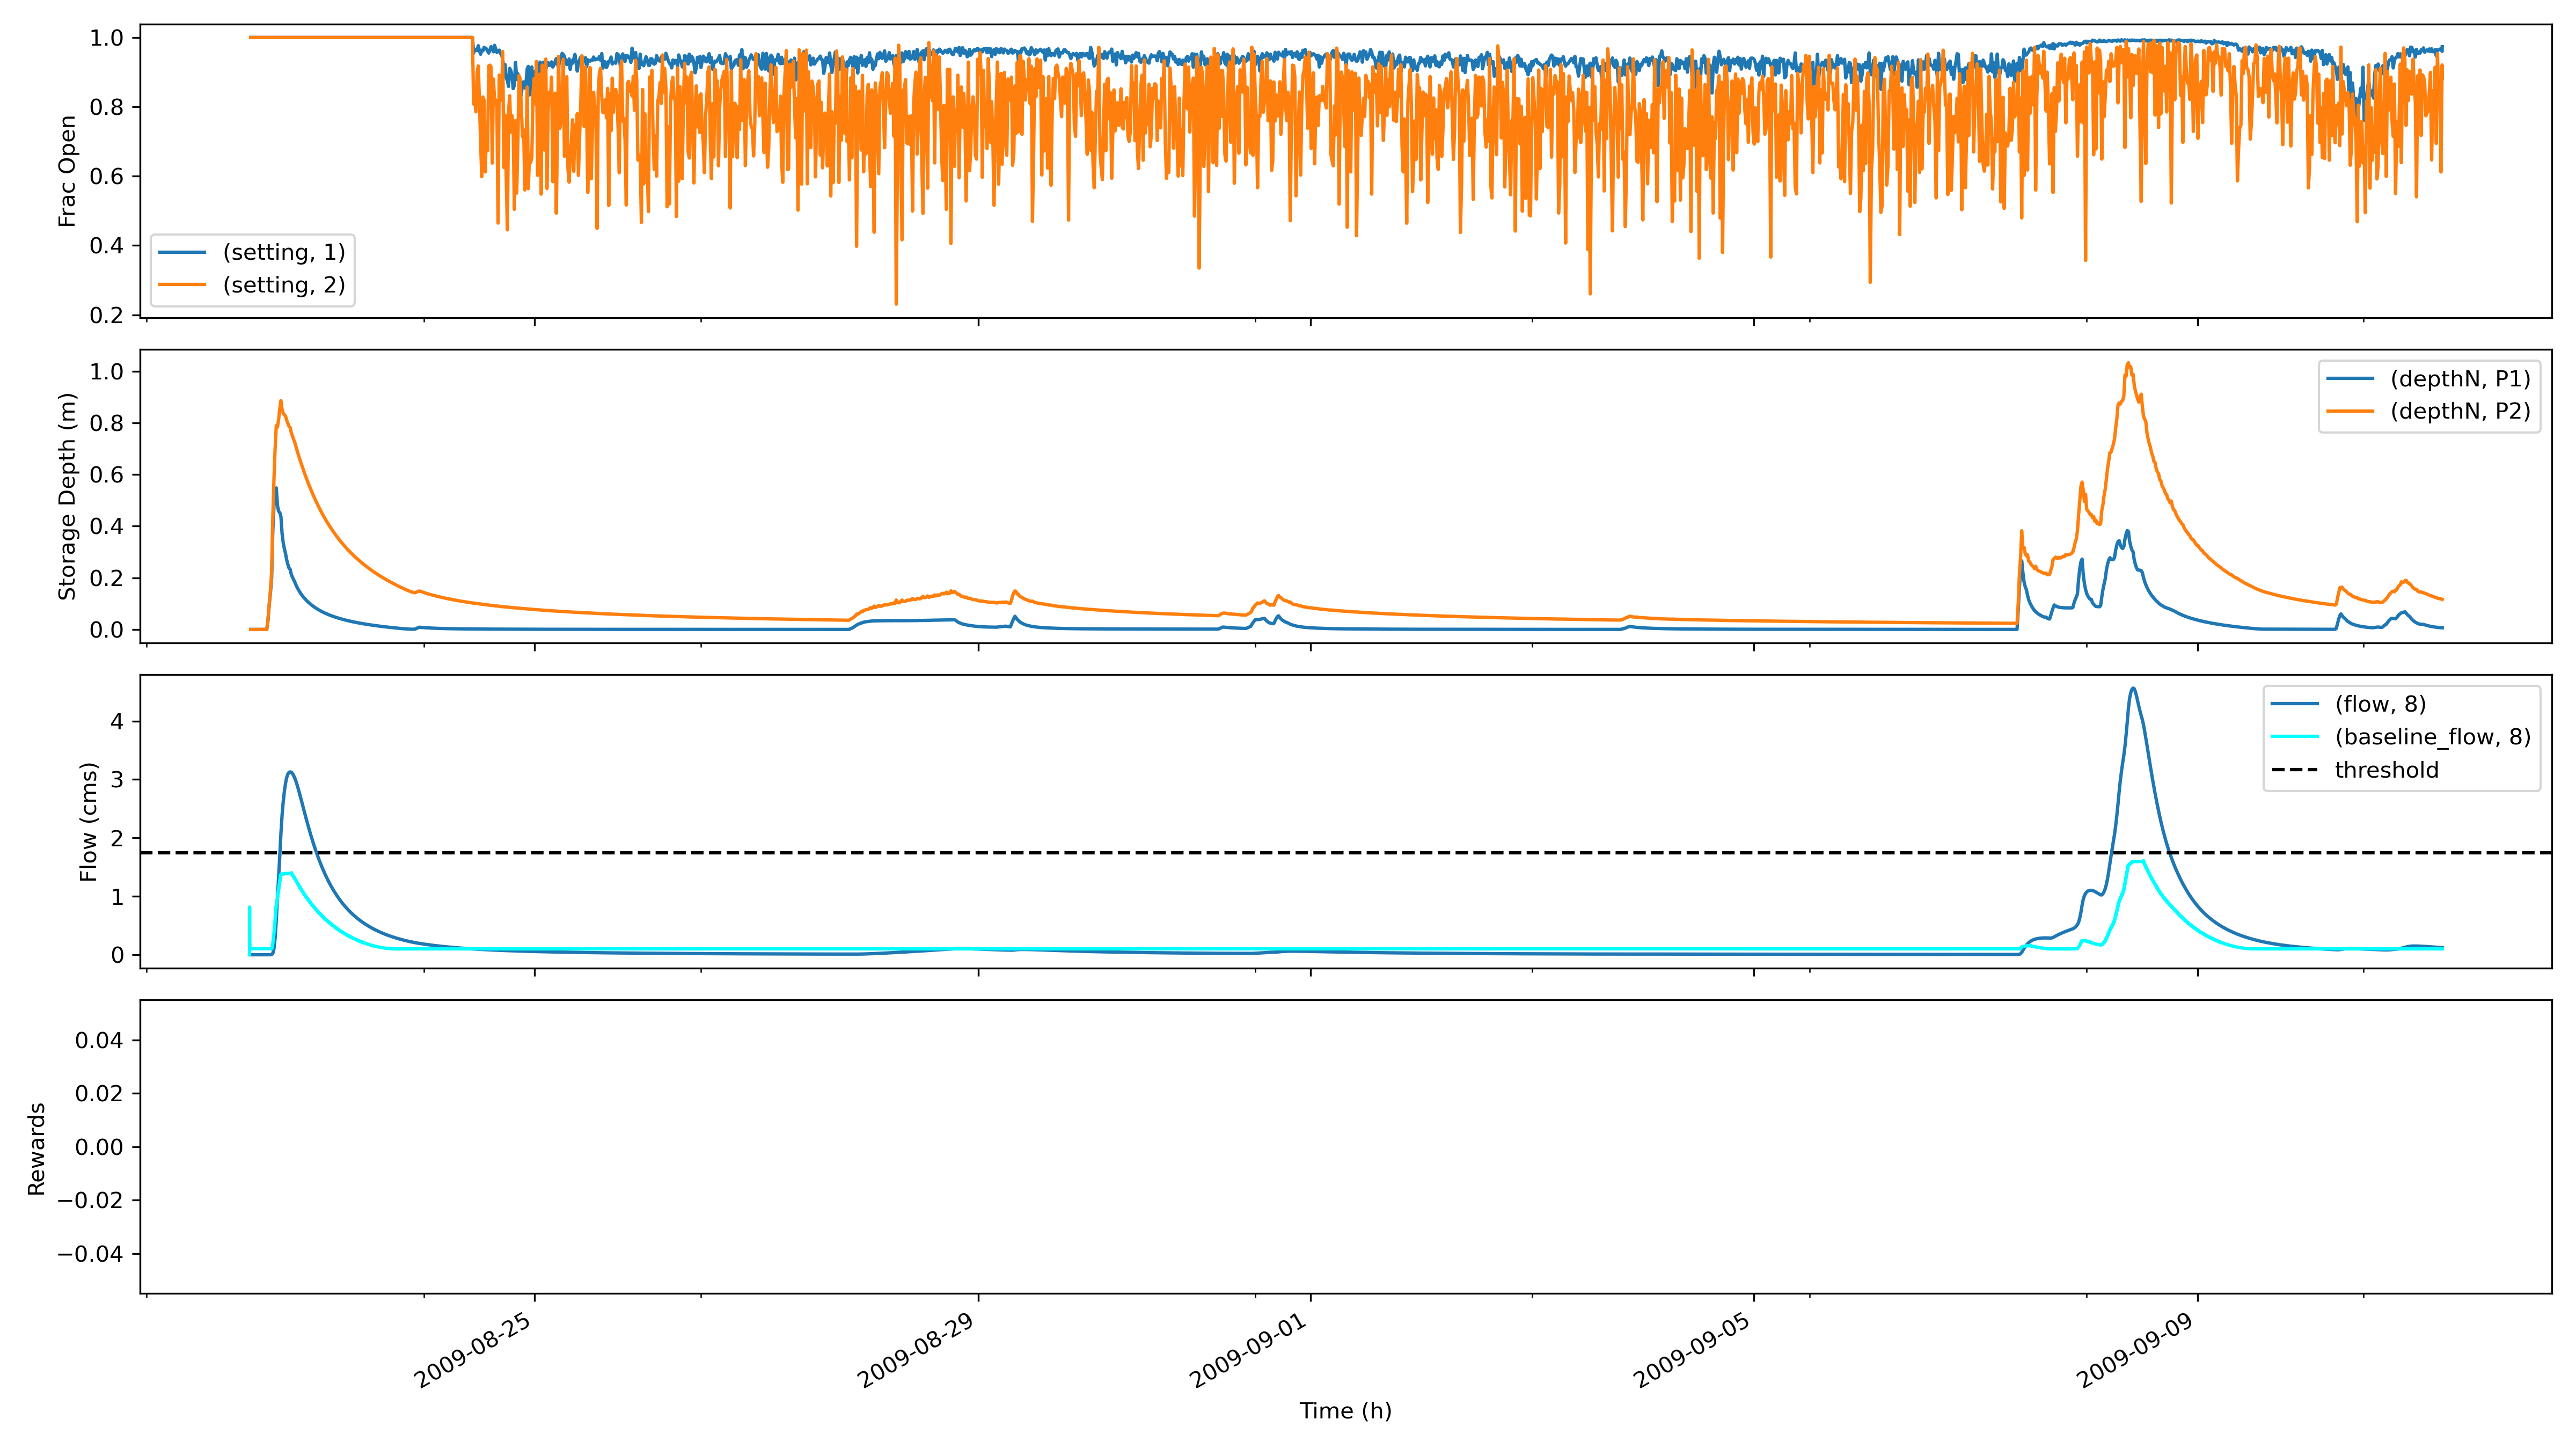 1.0
0.8
0.6
0.4
0.2
Frac Open
(setting, 1)
(setting, 2)
1.0
0.8
0.6
0.4
0.2
0.0
Storage Depth (m)
(depthN, P1)
(depthN, P2)
4
3
2
1
0
Flow (cms)
(flow, 8)
(baseline_flow, 8)
threshold
0.04
0.02
0.00
−0.02
−0.04
Rewards
2009-08-25
2009-08-29
2009-09-01
2009-09-05
2009-09-09
Time (h)